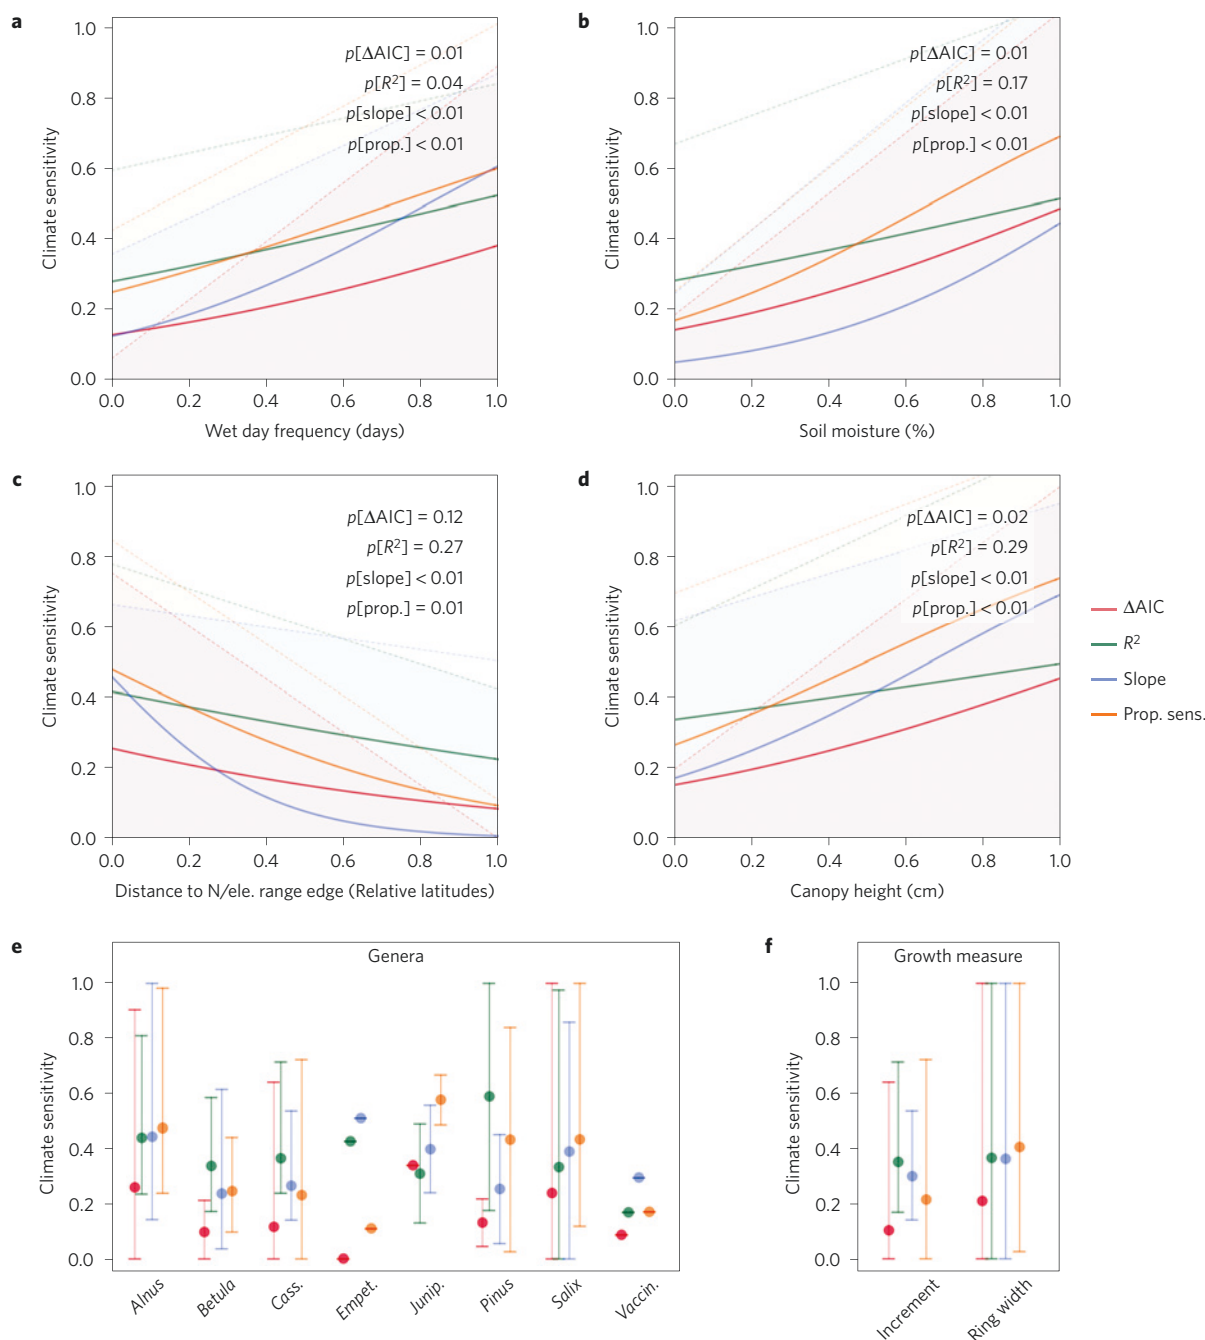 a
1.0
0.8
0.6
0.4
0.2
0.0
Climate sensitivity
p[ΔAIC] = 0.01
p[R²] = 0.04
p[slope] < 0.01
p[prop.] < 0.01
0.0 0.2 0.4 0.6 0.8 1.0
Wet day frequency (days)
b
1.0
0.8
0.6
0.4
0.2
0.0
Climate sensitivity
p[ΔAIC] = 0.01
p[R²] = 0.17
p[slope] < 0.01
p[prop.] < 0.01
0.0 0.2 0.4 0.6 0.8 1.0
Soil moisture (%)
c
1.0
0.8
0.6
0.4
0.2
0.0
Climate sensitivity
p[ΔAIC] = 0.12
p[R²] = 0.27
p[slope] < 0.01
p[prop.] = 0.01
0.0 0.2 0.4 0.6 0.8 1.0
Distance to N/ele. range edge (Relative latitudes)
d
1.0
0.8
0.6
0.4
0.2
0.0
Climate sensitivity
p[ΔAIC] = 0.02
p[R²] = 0.29
p[slope] < 0.01
p[prop.] < 0.01
0.0 0.2 0.4 0.6 0.8 1.0
Canopy height (cm)
ΔAIC
R²
Slope
Prop. sens.
e
Genera
1.0
0.8
0.6
0.4
0.2
0.0
Climate sensitivity
Alnus
Betula
Cass.
Empet.
Junip.
Pinus
Salix
Vaccin.
f
Growth measure
1.0
0.8
0.6
0.4
0.2
0.0
Climate sensitivity
Increment
Ring width